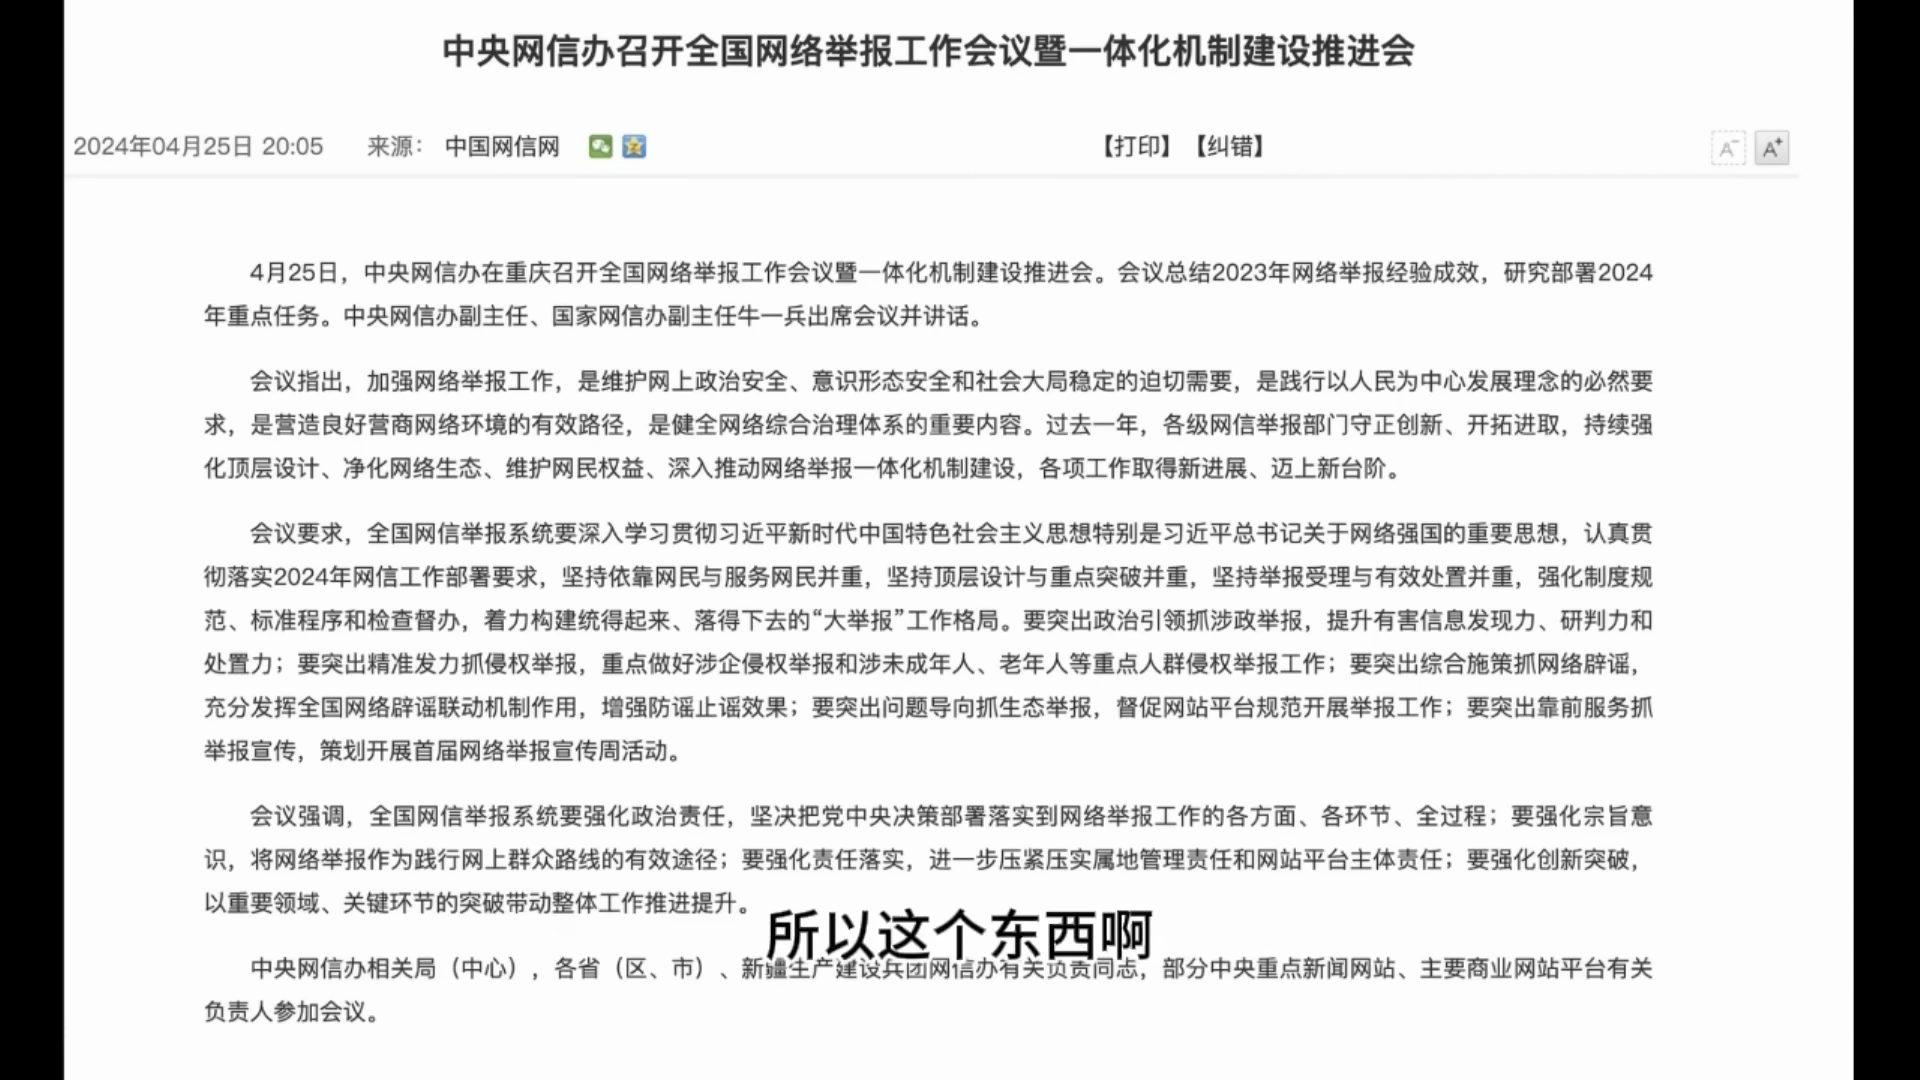 中央网信办召开全国网络举报工作会议暨一体化机制建设推进会
2024年04月25日 20:05 来源： 中国网信网 【打印】【纠错】 A- A+
4月25日，中央网信办在重庆召开全国网络举报工作会议暨一体化机制建设推进会。会议总结2023年网络举报经验成效，研究部署2024
年重点任务。中央网信办副主任、国家网信办副主任牛一兵出席会议并讲话。
会议指出，加强网络举报工作，是维护网上政治安全、意识形态安全和社会大局稳定的迫切需要，是践行以人民为中心发展理念的必然要
求，是营造良好营商网络环境的有效路径，是健全网络综合治理体系的重要内容。过去一年，各级网信举报部门守正创新、开拓进取，持续强
化顶层设计、净化网络生态、维护网民权益、深入推动网络举报一体化机制建设，各项工作取得新进展、迈上新台阶。
会议要求，全国网信举报系统要深入学习贯彻习近平新时代中国特色社会主义思想特别是习近平总书记关于网络强国的重要思想，认真贯
彻落实2024年网信工作部署要求，坚持依靠网民与服务网民并重，坚持顶层设计与重点突破并重，坚持举报受理与有效处置并重，强化制度规
范、标准程序和检查督办，着力构建统得起来、落得下去的“大举报”工作格局。要突出政治引领抓涉政举报，提升有害信息发现力、研判力和
处置力；要突出精准发力抓侵权举报，重点做好涉企侵权举报和涉未成年人、老年人等重点人群侵权举报工作；要突出综合施策抓网络辟谣，
充分发挥全国网络辟谣联动机制作用，增强防谣止谣效果；要突出问题导向抓生态举报，督促网站平台规范开展举报工作；要突出靠前服务抓
举报宣传，策划开展首届网络举报宣传周活动。
会议强调，全国网信举报系统要强化政治责任，坚决把党中央决策部署落实到网络举报工作的各方面、各环节、全过程；要强化宗旨意
识，将网络举报作为践行网上群众路线的有效途径；要强化责任落实，进一步压紧压实属地管理责任和网站平台主体责任；要强化创新突破，
以重要领域、关键环节的突破带动整体工作推进提升。
所以这个东西啊
中央网信办相关局（中心），各省（区、市）、新疆生产建设兵团网信办有关负责同志，部分中央重点新闻网站、主要商业网站平台有关
负责人参加会议。